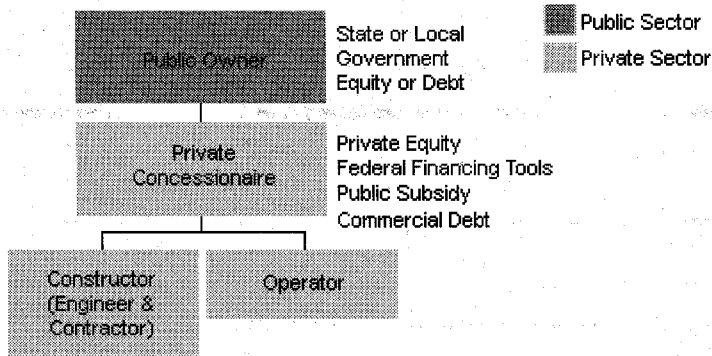 Public Owner
State or Local
Government
Equity or Debt
Public Sector
Private Sector
Private
Concessionaire
Private Equity
Federal Financing Tools
Public Subsidy
Commercial Debt
Constructor
(Engineer &
Contractor)
Operator